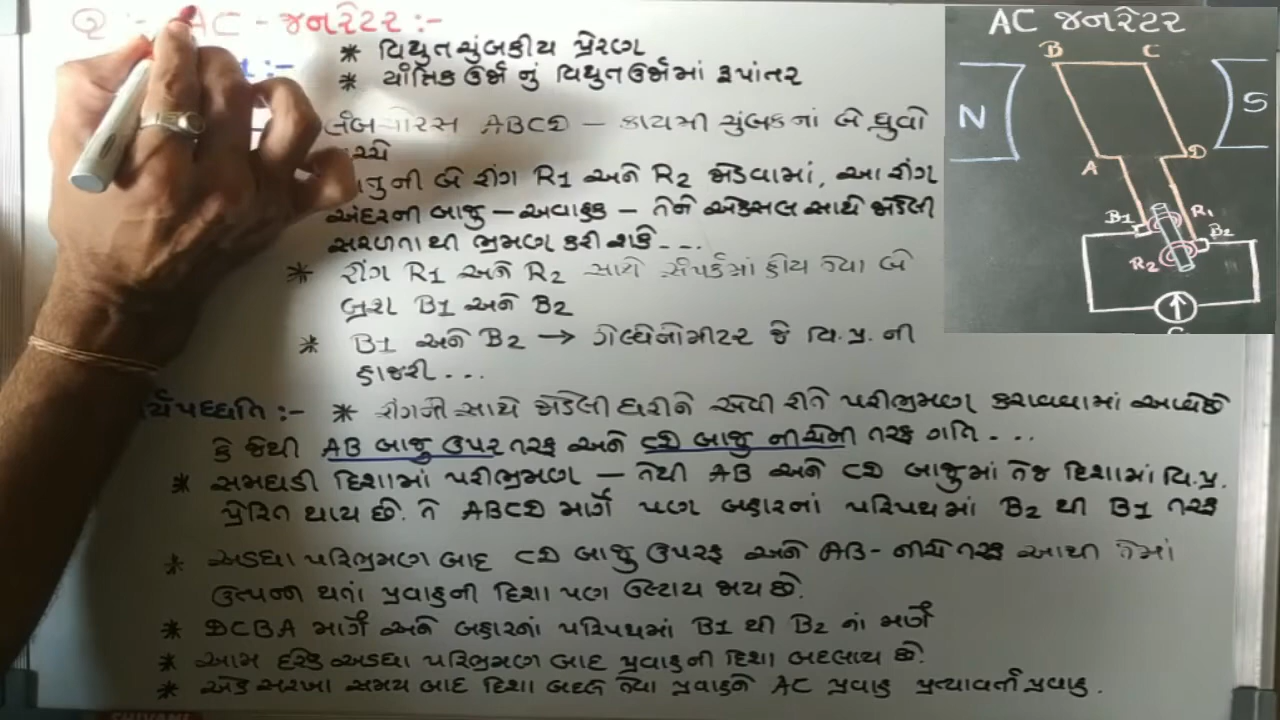 Q :- AC - જનરેટર :-
* વિદ્યુતચુંબકીય પ્રેરણ
* યાંત્રિક ઉર્જા નું વિદ્યુતઉર્જામાં રૂપાંતર
લંબચોરસ ABCD – કાયમી ચુંબકનાં બે ધ્રુવો
વચ્ચે
ધાતુની બે રીંગ R1 અને R2 જોડવામાં, આ રીંગ
અંદરની બાજુ – અવાહક – તેને એક્સલ સાથે જોડેલી
સરળતાથી ભ્રમણ કરી શકે...
* રીંગ R1 અને R2 સાથે સંપર્કમાં હોય ત્યા બે
બ્રશ B1 અને B2
* B1 અને B2 → ગેલ્વેનોમીટર જે વિ.પ્ર. ની
હાજરી...
ર્યપદ્ધતિ :- * રીંગની સાથે જોડેલી ધરીને એવી રીતે પરીભ્રમણ કરાવવામાં આવેછે
કે જેથી AB બાજુ ઉપર તરફ અને CD બાજુ નીચેની તરફ ગતિ...
* સમઘડી દિશામાં પરીભ્રમણ – તેથી AB અને CD બાજુમાં તેજ દિશામાં વિ.પ્ર.
પ્રેરિત થાય છે. તે ABCD માર્ગે પણ બહારનાં પરિપથમાં B2 થી B1 તરફ
* અડધા પરિભ્રમણ બાદ CD બાજુ ઉપરફ અને AB - નીચે તરફ આથી તેમાં
ઉત્પન્ન થતાં પ્રવાહની દિશા પણ ઉલ્ટાય જાય છે.
* DCBA માર્ગે અને બહારનાં પરિપથમાં B1 થી B2 નાં માર્ગે
* આમ દરેક અડધા પરિભ્રમણ બાદ પ્રવાહની દિશા બદલાય છે.
* એક સરખા સમય બાદ દિશા બદલે તેવા પ્રવાહને AC પ્રવાહ પ્રત્યાવર્તી પ્રવાહ.
AC જનરેટર
B C
N S
A D
B1 R1
B2
R2
G